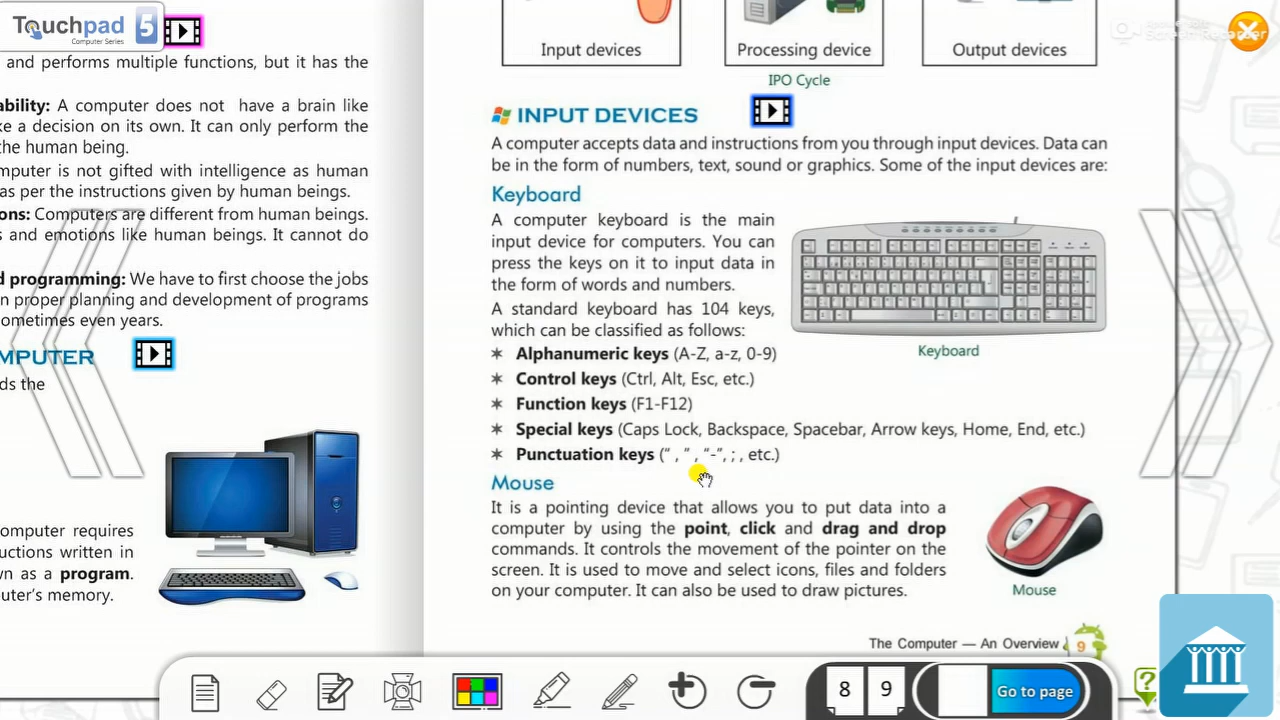 Touchpad 5
Computer Series
and performs multiple functions, but it has the
ability: A computer does not have a brain like
ke a decision on its own. It can only perform the
the human being.
mputer is not gifted with intelligence as human
as per the instructions given by human beings.
ons: Computers are different from human beings.
s and emotions like human beings. It cannot do
d programming: We have to first choose the jobs
n proper planning and development of programs
ometimes even years.
MPUTER
ds the
omputer requires
uctions written in
wn as a program.
uter's memory.
Input devices
Processing device
Output devices
IPO Cycle
INPUT DEVICES
A computer accepts data and instructions from you through input devices. Data can
be in the form of numbers, text, sound or graphics. Some of the input devices are:
Keyboard
A computer keyboard is the main
input device for computers. You can
press the keys on it to input data in
the form of words and numbers.
A standard keyboard has 104 keys,
which can be classified as follows:
Keyboard
✶ Alphanumeric keys (A-Z, a-z, 0-9)
✶ Control keys (Ctrl, Alt, Esc, etc.)
✶ Function keys (F1-F12)
✶ Special keys (Caps Lock, Backspace, Spacebar, Arrow keys, Home, End, etc.)
✶ Punctuation keys (“ , ” , “-”, ; , etc.)
Mouse
It is a pointing device that allows you to put data into a
computer by using the point, click and drag and drop
commands. It controls the movement of the pointer on the
screen. It is used to move and select icons, files and folders
on your computer. It can also be used to draw pictures.
Mouse
The Computer — An Overview 9
8 9 Go to page